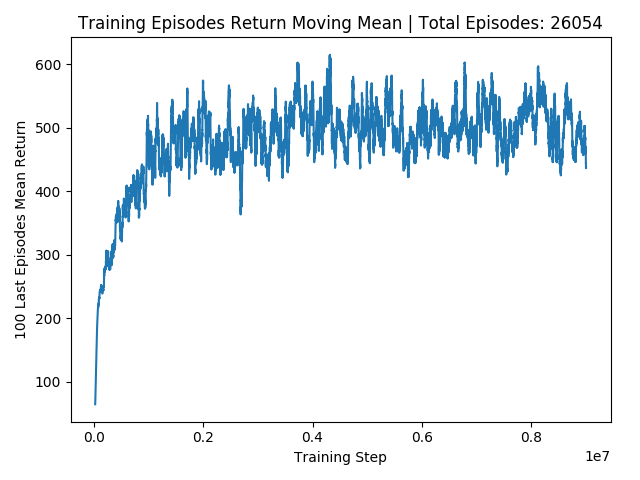 Training Episodes Return Moving Mean | Total Episodes: 26054
600
500
400
300
200
100
100 Last Episodes Mean Return
0.0 0.2 0.4 0.6 0.8
1e7
Training Step